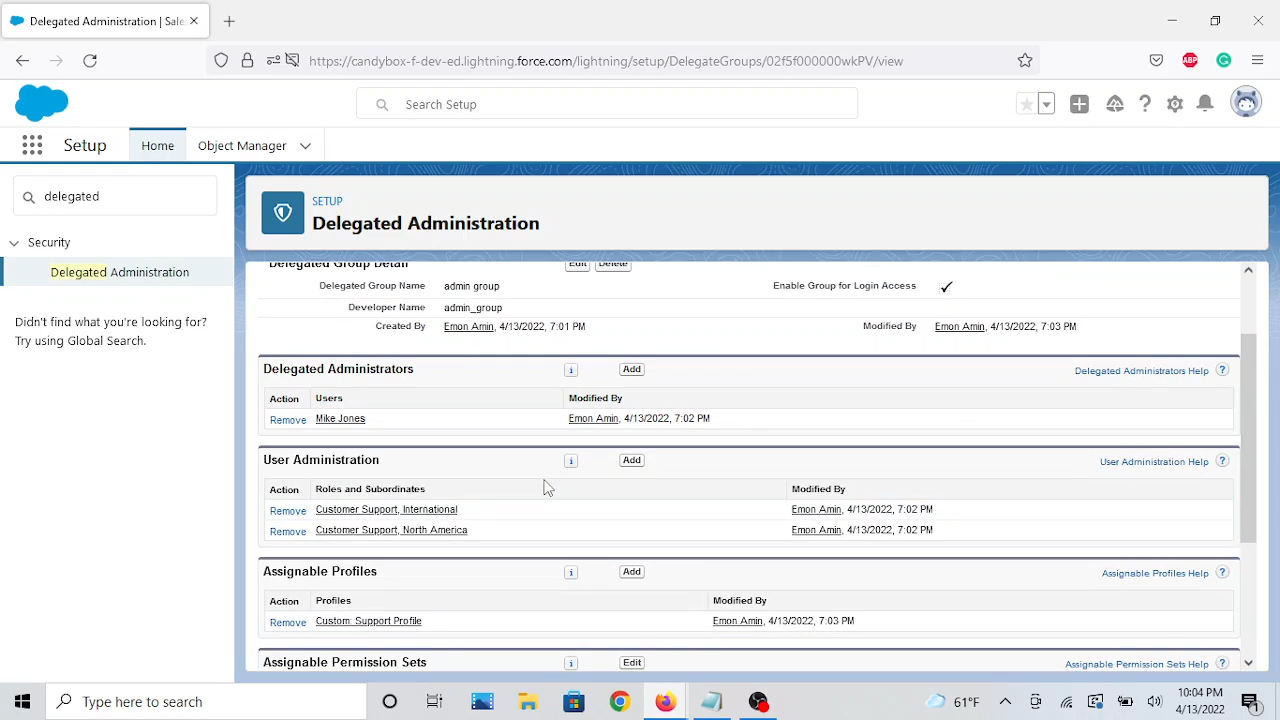 Delegated Administration | Sale
https://candybox-f-dev-ed.lightning.force.com/lightning/setup/DelegateGroups/02f5f000000wkPV/view
ABP
Search Setup
Setup
Home
Object Manager
delegated
Security
Delegated Administration
Didn't find what you're looking for?
Try using Global Search.
SETUP
Delegated Administration
Delegated Group Detail Edit Delete
Delegated Group Name admin group Enable Group for Login Access
Developer Name admin_group
Created By Emon Amin, 4/13/2022, 7:01 PM Modified By Emon Amin, 4/13/2022, 7:03 PM
Delegated Administrators i Add Delegated Administrators Help ?
Action Users Modified By
Remove Mike Jones Emon Amin, 4/13/2022, 7:02 PM
User Administration i Add User Administration Help ?
Action Roles and Subordinates Modified By
Remove Customer Support, International Emon Amin, 4/13/2022, 7:02 PM
Remove Customer Support, North America Emon Amin, 4/13/2022, 7:02 PM
Assignable Profiles i Add Assignable Profiles Help ?
Action Profiles Modified By
Remove Custom: Support Profile Emon Amin, 4/13/2022, 7:03 PM
Assignable Permission Sets i Edit Assignable Permission Sets Help ?
Type here to search
61°F
10:04 PM
4/13/2022
1